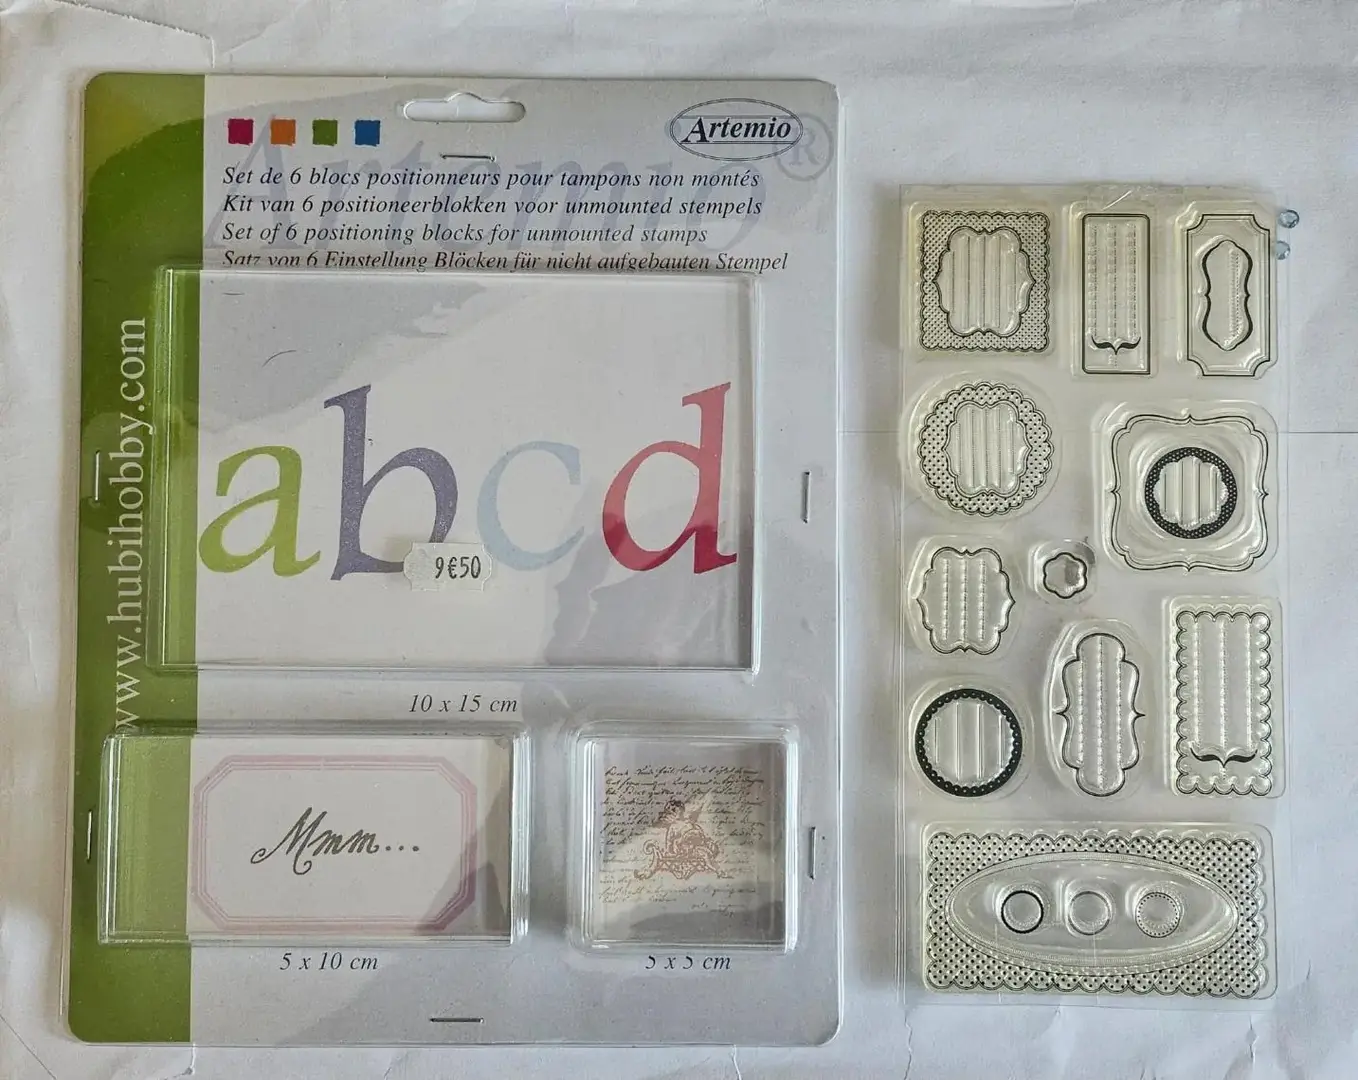 Artemio
Set de 6 blocs positionneurs pour tampons non montés
Kit van 6 positioneerblokken voor unmounted stempels
Set of 6 positioning blocks for unmounted stamps
Satz von 6 Einstellung Blöcken für nicht aufgebauten Stempel
www.hubihobby.com
abcd
9€50
10 x 15 cm
Mmm...
5 x 10 cm
5 x 5 cm